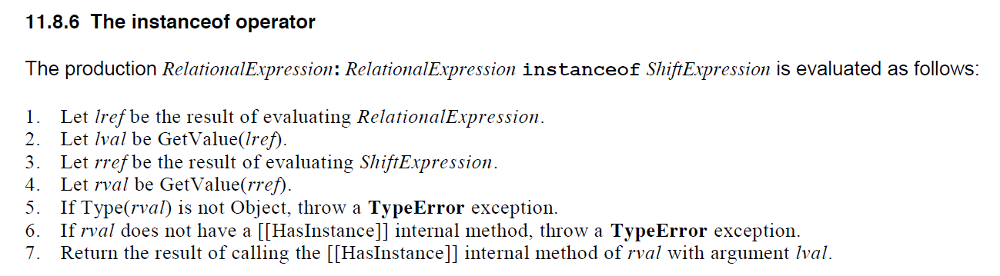 11.8.6 The instanceof operator
The production RelationalExpression: RelationalExpression instanceof ShiftExpression is evaluated as follows:
1. Let lref be the result of evaluating RelationalExpression.
2. Let lval be GetValue(lref).
3. Let rref be the result of evaluating ShiftExpression.
4. Let rval be GetValue(rref).
5. If Type(rval) is not Object, throw a TypeError exception.
6. If rval does not have a [[HasInstance]] internal method, throw a TypeError exception.
7. Return the result of calling the [[HasInstance]] internal method of rval with argument lval.